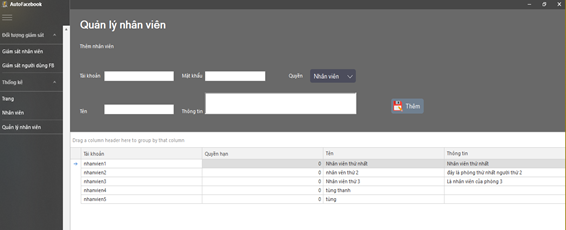 AutoFacebook
Đối tượng giám sát
Giám sát nhân viên
Giám sát người dùng FB
Thống kê
Trang
Nhân viên
Quản lý nhân viên
Quản lý nhân viên
Thêm nhân viên
Tài khoản
Mật khẩu
Quyền
Nhân viên
Tên
Thông tin
Thêm
Drag a column header here to group by that column
Tài khoản Quyền hạn Tên Thông tin
nhanvien1 0 Nhân viên thứ nhất Nhân viên thứ nhất
nhanvien2 0 nhân vên thứ 2 đây là phòng thứ nhất người thứ 2
nhanvien3 0 Nhân viên thứ 3 Là nhân viên của phòng 3
nhanvien4 0 tùng thanh
nhanvien5 0 tùng